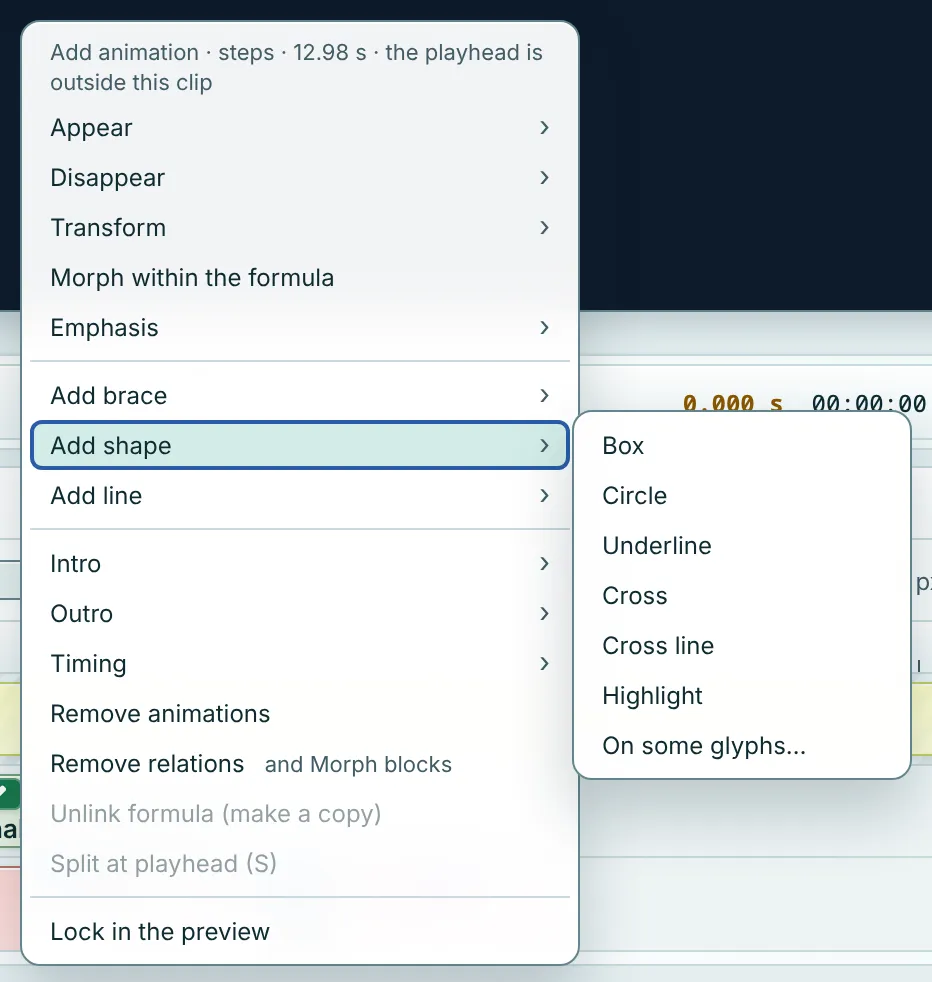 Add animation · steps · 12.98 s · the playhead is
outside this clip
Appear
Disappear
Transform
Morph within the formula
Emphasis
Add brace
0.000 s 00:00:00
Add shape
Box
Add line
Circle
Underline
Intro
Cross
Outro
Cross line
Timing
Highlight
Remove animations
On some glyphs...
Remove relations and Morph blocks
Unlink formula (make a copy)
Split at playhead (S)
Lock in the preview